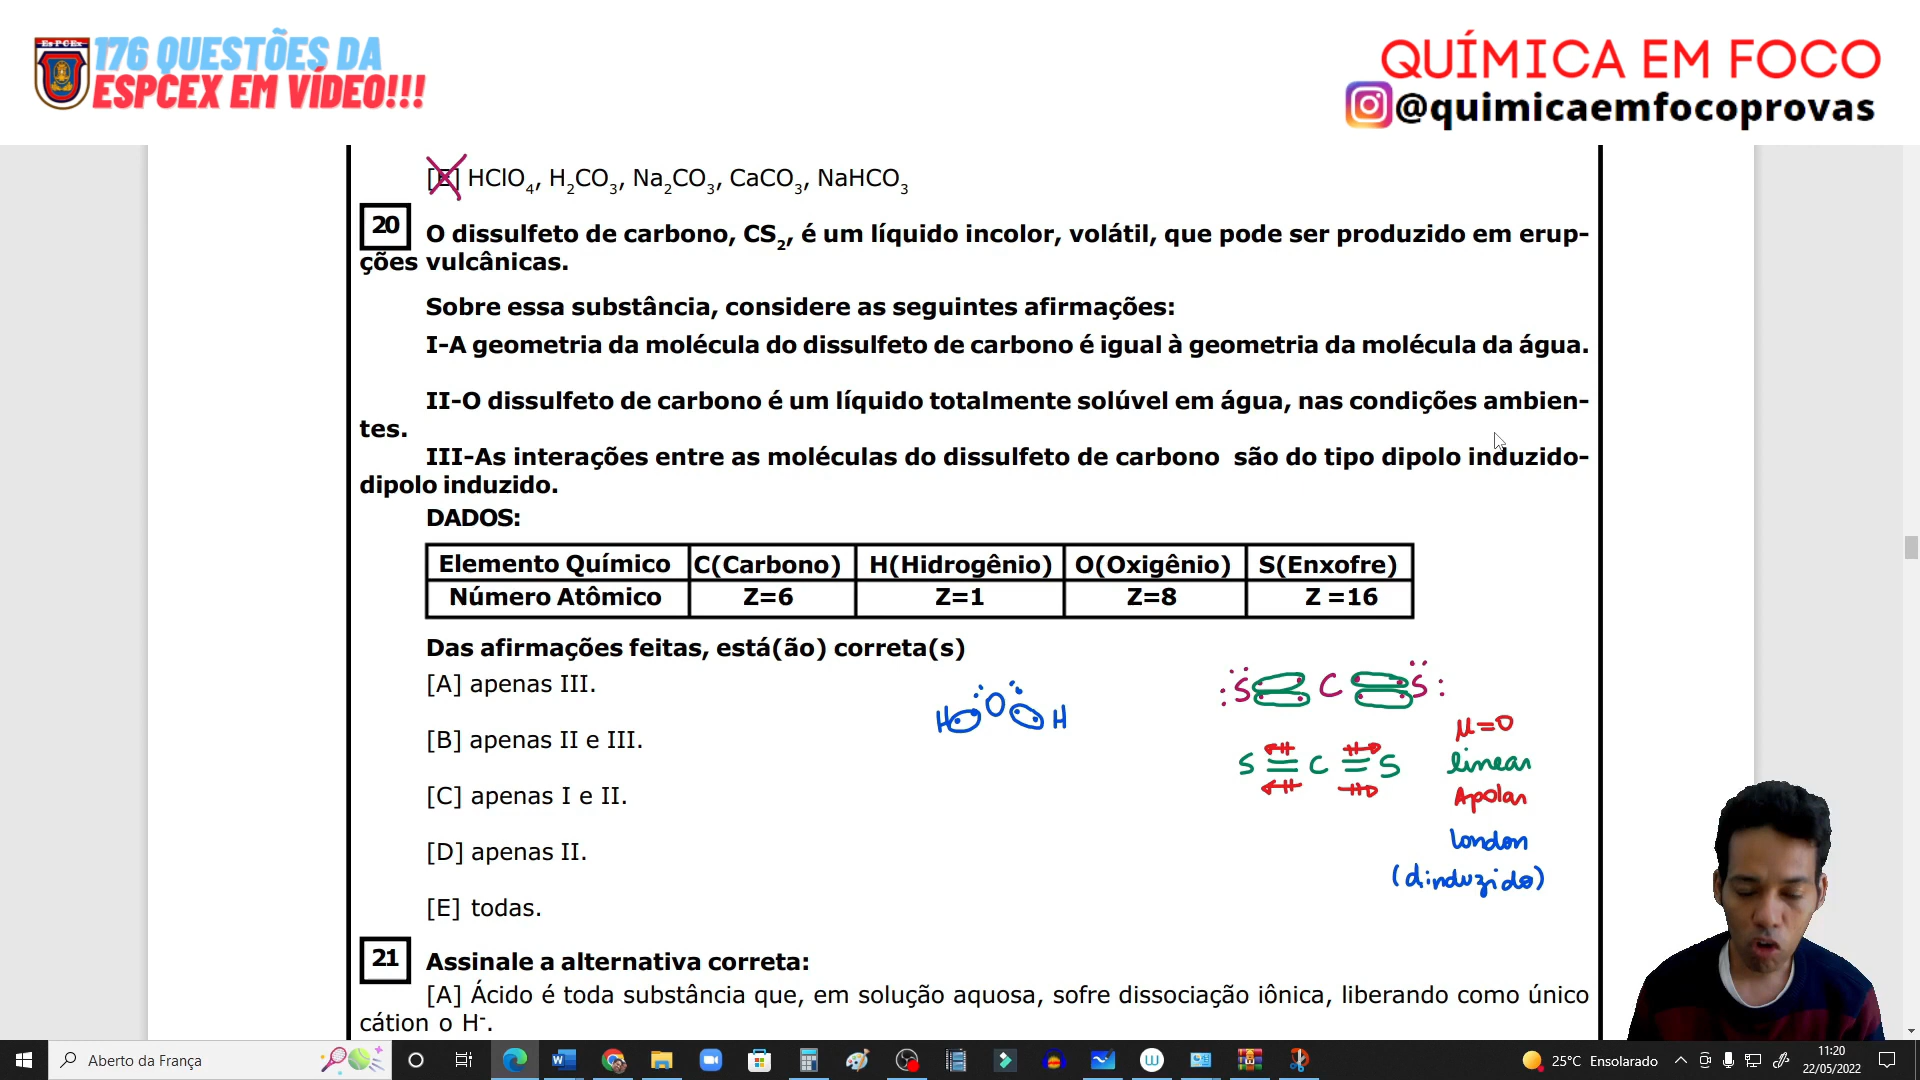 176 QUESTÕES DA
ESPCEX EM VÍDEO!!!
EsPCEx
QUÍMICA EM FOCO
@quimicaemfocoprovas
[E] HClO4, H2CO3, Na2CO3, CaCO3, NaHCO3
20 O dissulfeto de carbono, CS2, é um líquido incolor, volátil, que pode ser produzido em erup-
ções vulcânicas.
Sobre essa substância, considere as seguintes afirmações:
I-A geometria da molécula do dissulfeto de carbono é igual à geometria da molécula da água.
II-O dissulfeto de carbono é um líquido totalmente solúvel em água, nas condições ambien-
tes.
III-As interações entre as moléculas do dissulfeto de carbono são do tipo dipolo induzido-
dipolo induzido.
DADOS:
Elemento Químico C(Carbono) H(Hidrogênio) O(Oxigênio) S(Enxofre)
Número Atômico Z=6 Z=1 Z=8 Z =16
Das afirmações feitas, está(ão) correta(s)
[A] apenas III.
[B] apenas II e III.
[C] apenas I e II.
[D] apenas II.
[E] todas.
H O H
:S C S:
μ=0
S = C = S linear
Apolar
london
(dinduzido)
21 Assinale a alternativa correta:
[A] Ácido é toda substância que, em solução aquosa, sofre dissociação iônica, liberando como único
cátion o H-.
Aberto da França
25°C Ensolarado
11:20
22/05/2022